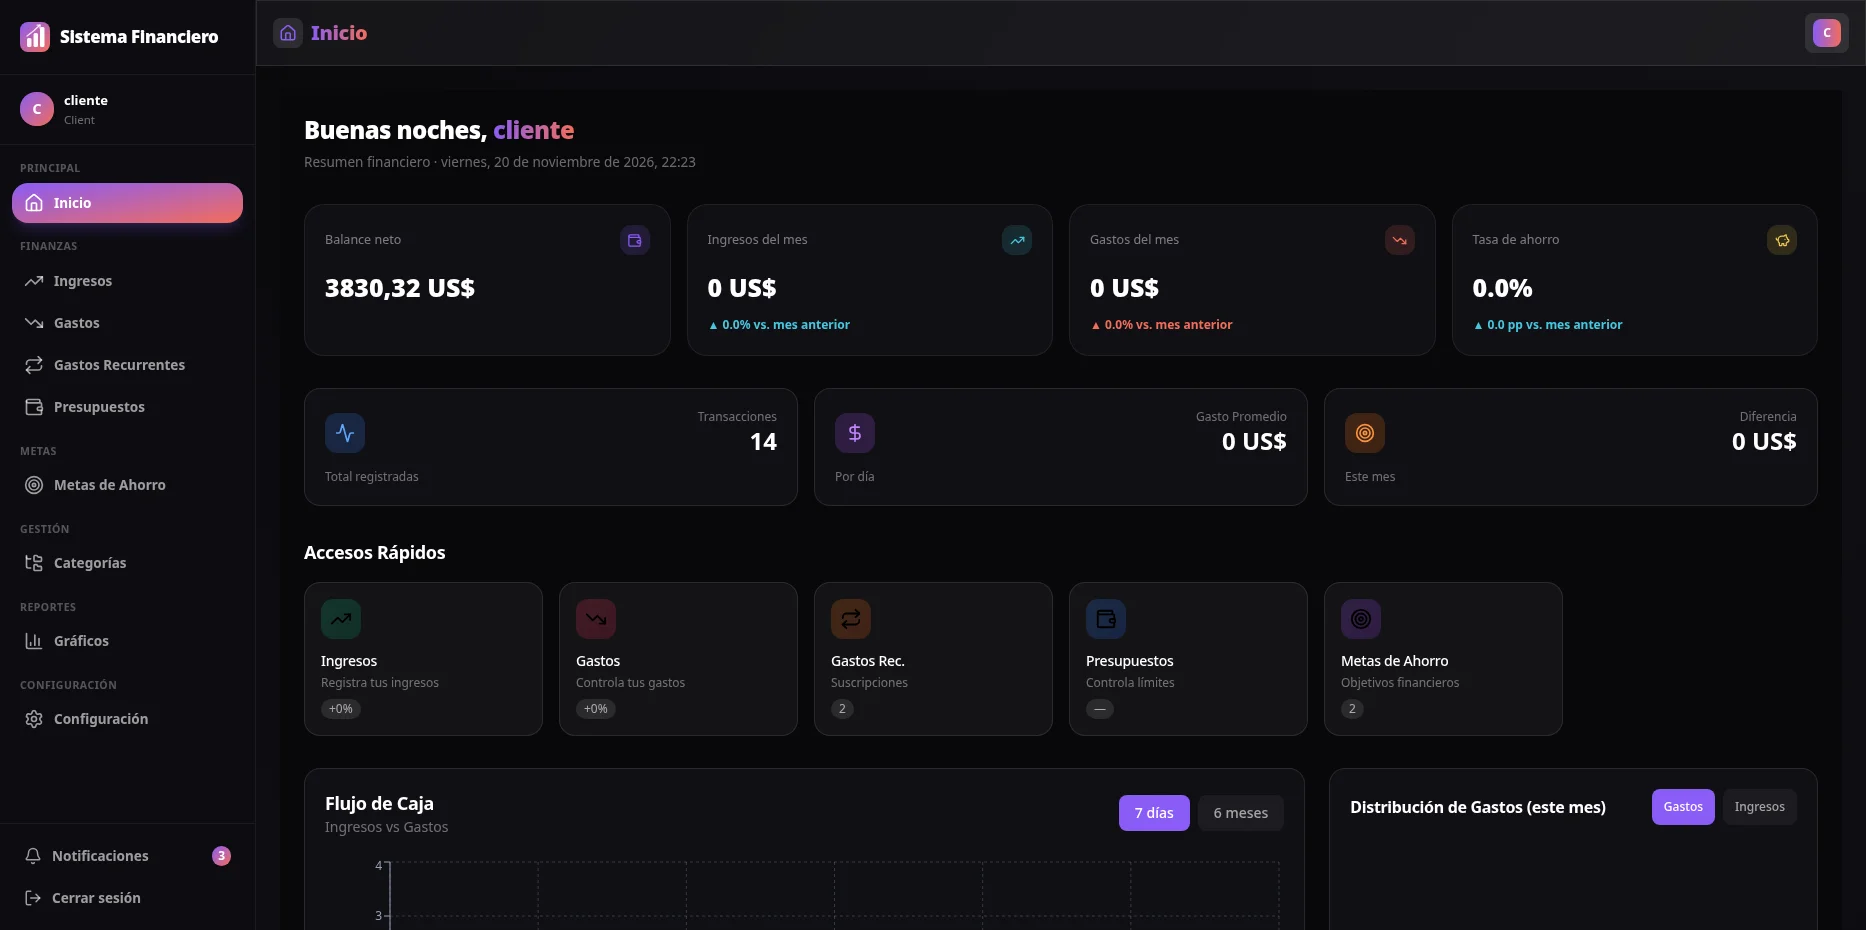 Sistema Financiero
C
cliente
Client
PRINCIPAL
Inicio
FINANZAS
Ingresos
Gastos
Gastos Recurrentes
Presupuestos
METAS
Metas de Ahorro
GESTIÓN
Categorías
REPORTES
Gráficos
CONFIGURACIÓN
Configuración
Notificaciones 3
Cerrar sesión
Inicio
C
Buenas noches, cliente
Resumen financiero · viernes, 20 de noviembre de 2026, 22:23
Balance neto
3830,32 US$
Ingresos del mes
0 US$
▲ 0.0% vs. mes anterior
Gastos del mes
0 US$
▲ 0.0% vs. mes anterior
Tasa de ahorro
0.0%
▲ 0.0 pp vs. mes anterior
Transacciones
14
Total registradas
Gasto Promedio
0 US$
Por día
Diferencia
0 US$
Este mes
Accesos Rápidos
Ingresos
Registra tus ingresos
+0%
Gastos
Controla tus gastos
+0%
Gastos Rec.
Suscripciones
2
Presupuestos
Controla límites
—
Metas de Ahorro
Objetivos financieros
2
Flujo de Caja
Ingresos vs Gastos
7 días 6 meses
4
3
Distribución de Gastos (este mes)
Gastos Ingresos